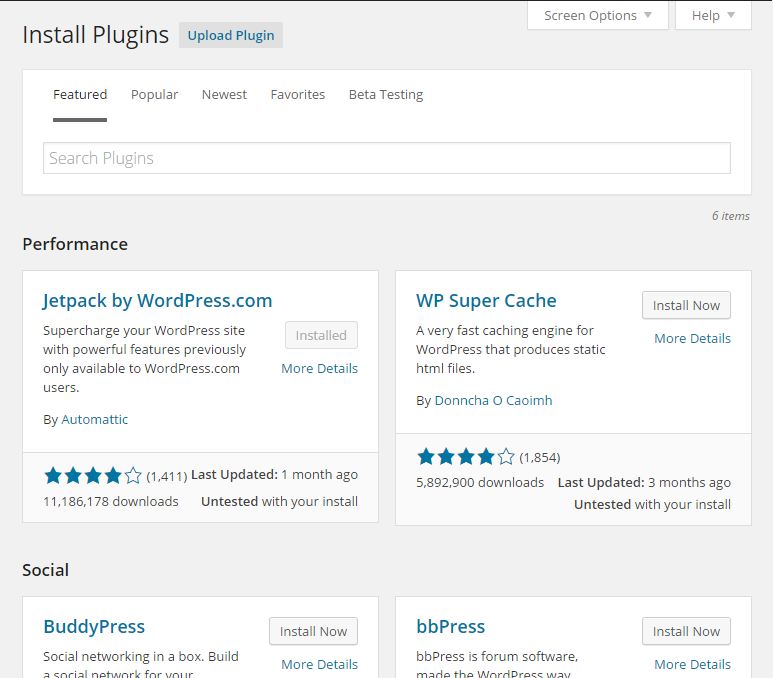 Screen Options Help
Install Plugins Upload Plugin
Featured Popular Newest Favorites Beta Testing
Search Plugins
6 items
Performance
Jetpack by WordPress.com
Installed
More Details
Supercharge your WordPress site
with powerful features previously
only available to WordPress.com
users.
By Automattic
(1,411) Last Updated: 1 month ago
11,186,178 downloads Untested with your install
WP Super Cache
Install Now
More Details
A very fast caching engine for
WordPress that produces static
html files.
By Donncha O Caoimh
(1,854)
5,892,900 downloads Last Updated: 3 months ago
Untested with your install
Social
BuddyPress
Install Now
More Details
Social networking in a box. Build
a social network for your
bbPress
Install Now
More Details
bbPress is forum software,
made the WordPress way